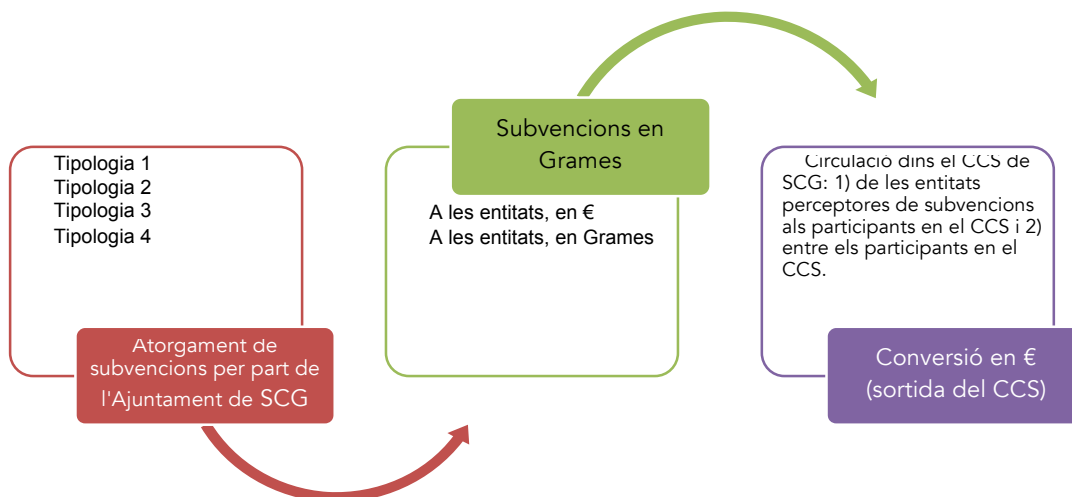 Tipologia 1
Tipologia 2
Tipologia 3
Tipologia 4
Atorgament de
subvencions per part de
l'Ajuntament de SCG
Subvencions en
Grames
A les entitats, en €
A les entitats, en Grames
Circulació dins el CCS de
SCG: 1) de les entitats
perceptores de subvencions
als participants en el CCS i 2)
entre els participants en el
CCS.
Conversió en €
(sortida del CCS)